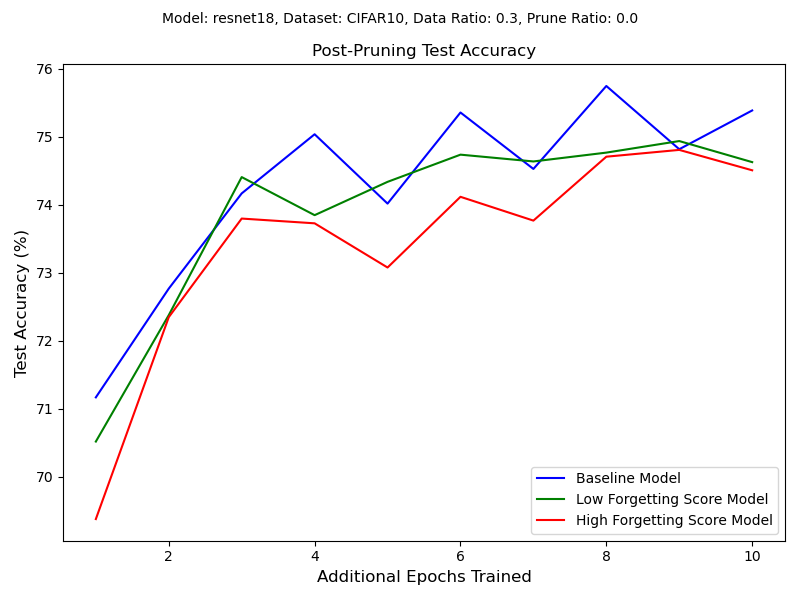 Model: resnet18, Dataset: CIFAR10, Data Ratio: 0.3, Prune Ratio: 0.0
Post-Pruning Test Accuracy
76
75
74
73
72
71
70
Test Accuracy (%)
2
4
6
8
10
Additional Epochs Trained
Baseline Model
Low Forgetting Score Model
High Forgetting Score Model